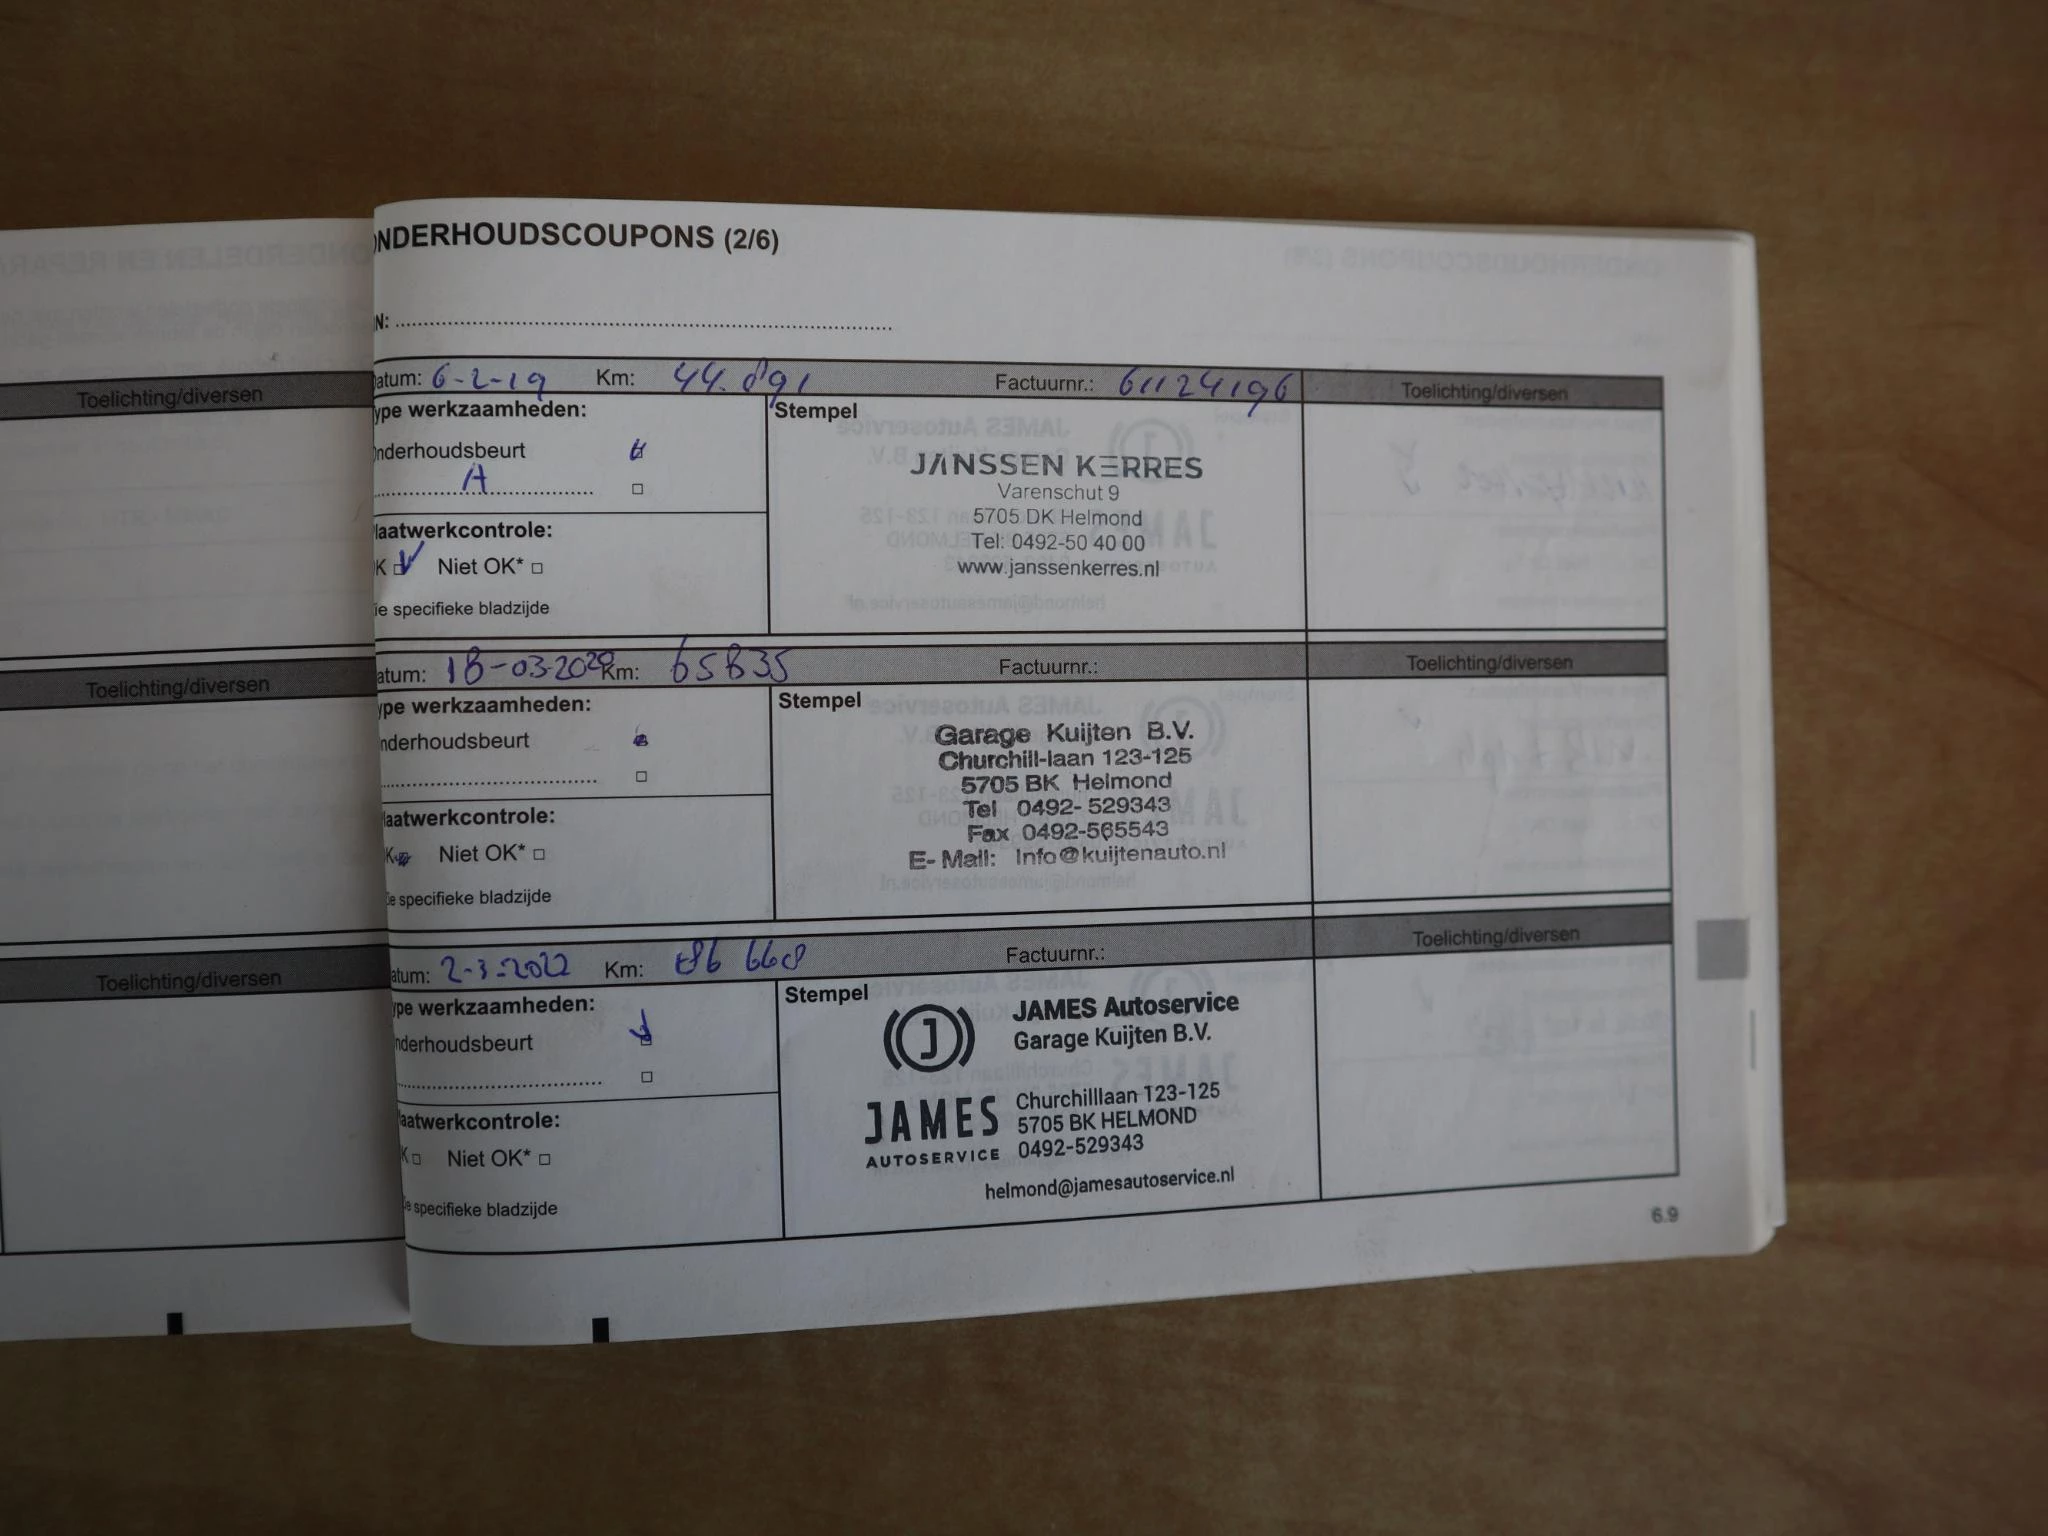 NDERHOUDSCOUPONS (2/6)
N:
Toelichting/diversen
atum: 6-2-19 Km: 44.891 Factuurnr.: 61124196 Toelichting/diversen
ype werkzaamheden: Stempel
nderhoudsbeurt
A
JANSSEN KERRES
Varenschut 9
5705 DK Helmond
Tel: 0492-50 40 00
www.janssenkerres.nl
laatwerkcontrole:
K Niet OK*
ie specifieke bladzijde
Toelichting/diversen
atum: 18-03-2020 Km: 65835 Factuurnr.: Toelichting/diversen
ype werkzaamheden: Stempel
nderhoudsbeurt
Garage Kuijten B.V.
Churchill-laan 123-125
5705 BK Helmond
Tel 0492-529343
Fax 0492-565543
E-Mail: Info@kuijtenauto.nl
laatwerkcontrole:
K Niet OK*
ie specifieke bladzijde
Toelichting/diversen
atum: 2-3-2022 Km: 86 668 Factuurnr.: Toelichting/diversen
ype werkzaamheden: Stempel
nderhoudsbeurt
JAMES Autoservice
Garage Kuijten B.V.
JAMES
AUTOSERVICE
Churchilllaan 123-125
5705 BK HELMOND
0492-529343
helmond@jamesautoservice.nl
laatwerkcontrole:
K Niet OK*
ie specifieke bladzijde
6.9